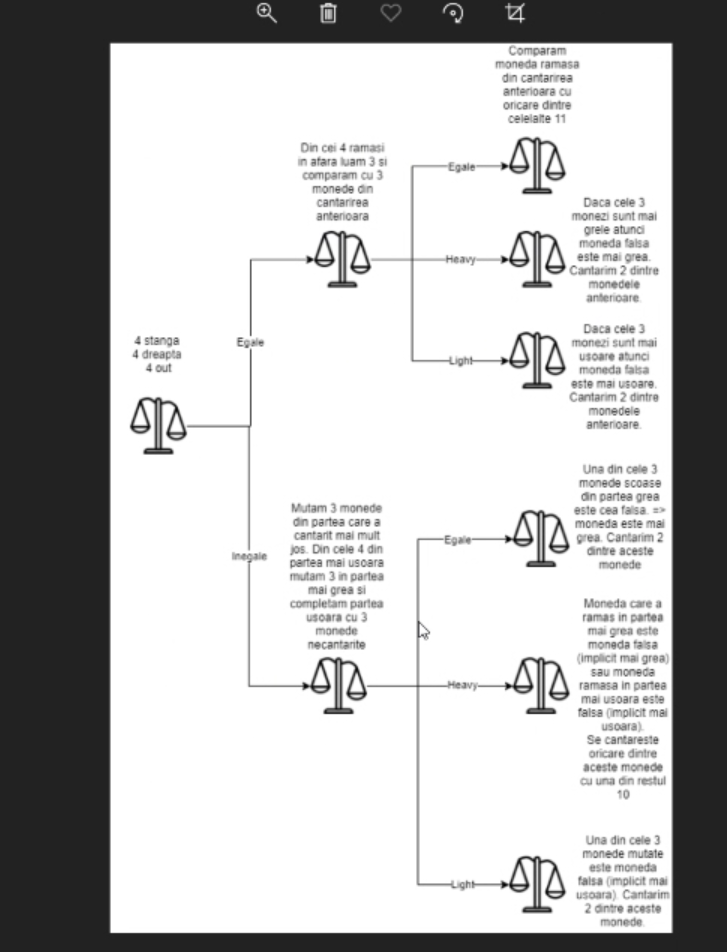 Comparam
moneda ramasa
din cantarirea
anterioara cu
oricare dintre
celelalte 11
Din cei 4 ramasi
in afara luam 3 si
comparam cu 3
monede din
cantarirea
anterioara
Egale
Daca cele 3
monezi sunt mai
grele atunci
moneda falsa
este mai grea.
Cantarim 2 dintre
monedele
anterioare.
Heavy
Daca cele 3
monezi sunt mai
usoare atunci
moneda falsa
este mai usoare.
Cantarim 2 dintre
monedele
anterioare.
Light
4 stanga
4 dreapta
4 out
Egale
Inegale
Mutam 3 monede
din partea care a
cantarit mai mult
jos. Din cele 4 din
partea mai usoara
mutam 3 in partea
mai grea si
completam partea
usoara cu 3
monede
necantarite
Una din cele 3
monede scoase
din partea grea
este cea falsa. =>
moneda este mai
grea. Cantarim 2
dintre aceste
monede
Egale
Moneda care a
ramas in partea
mai grea este
moneda falsa
(implicit mai grea)
sau moneda
ramasa in partea
mai usoara este
falsa (implicit mai
usoara).
Se cantareste
oricare dintre
aceste monede
cu una din restul
10
Heavy
Una din cele 3
monede mutate
este moneda
falsa (implicit mai
usoara). Cantarim
2 dintre aceste
monede.
Light